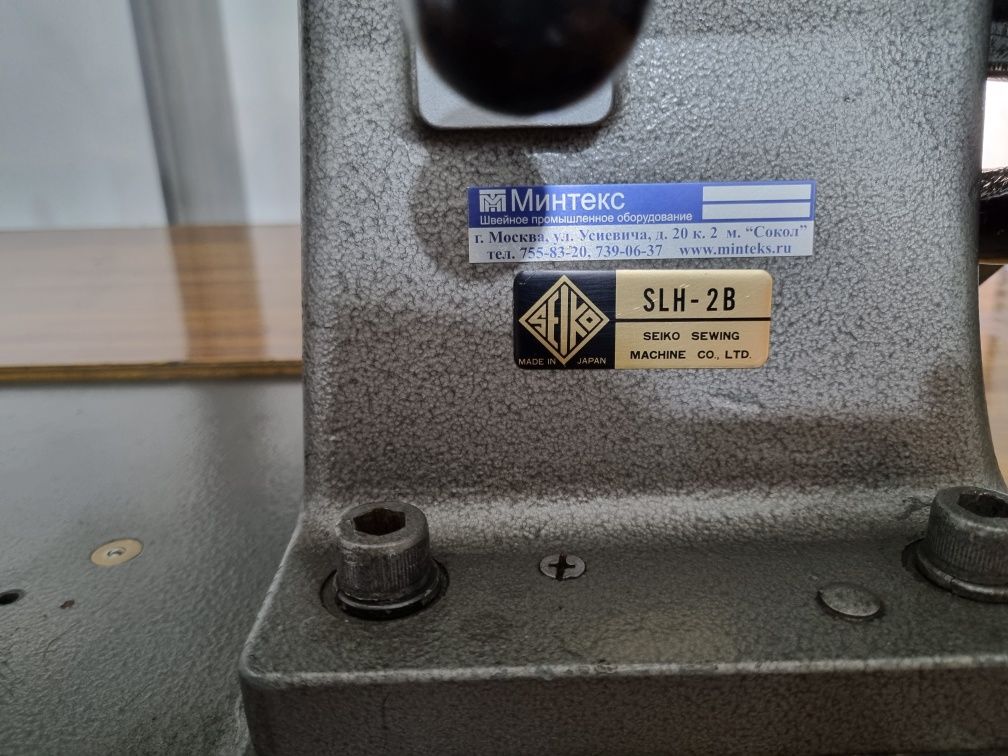 Минтекс
Швейное промышленное оборудование
г. Москва, ул. Усиевича, д. 20 к. 2 м. “Сокол”
тел. 755-83-20, 739-06-37 www.minteks.ru
SEIKO
MADE IN JAPAN
SLH-2B
SEIKO SEWING
MACHINE CO., LTD.